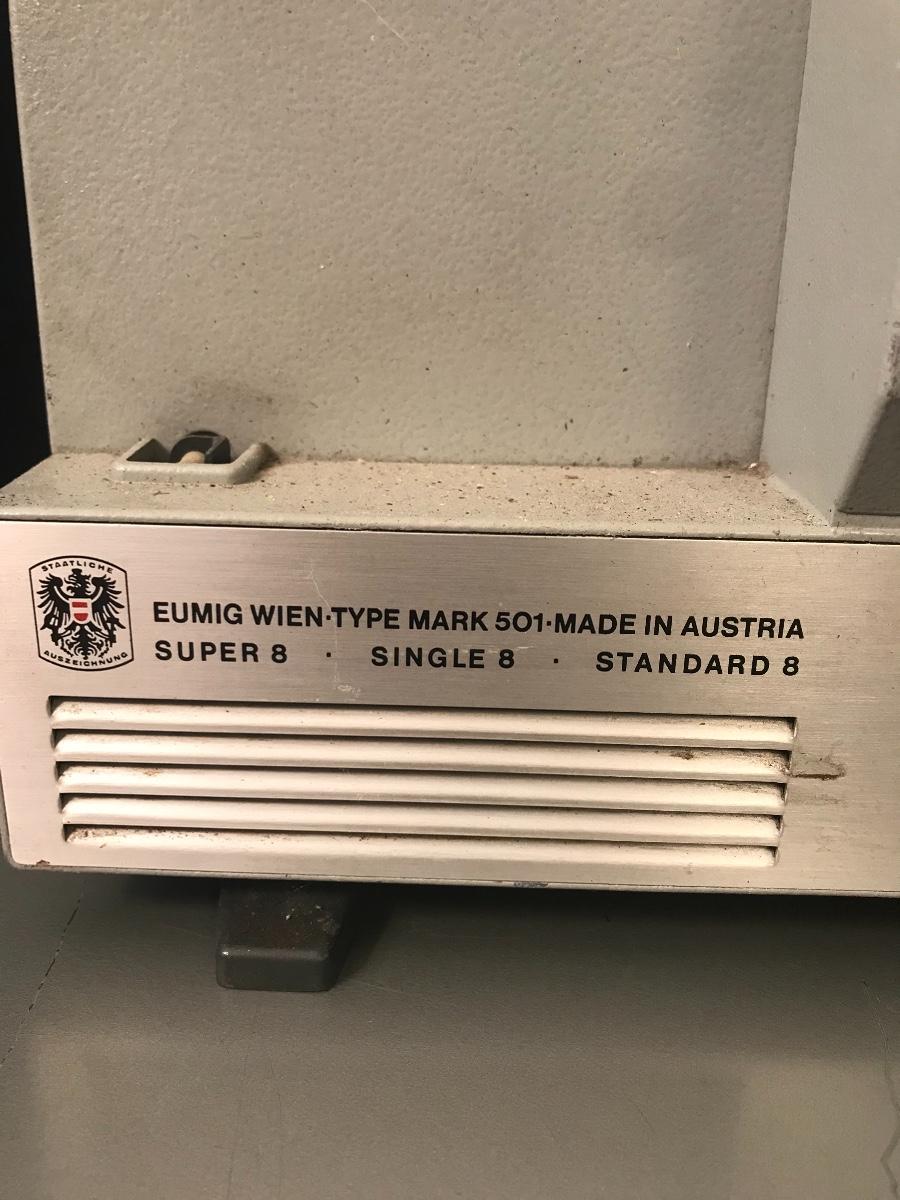 STAATLICHE
AUSZEICHNUNG
EUMIG WIEN·TYPE MARK 501·MADE IN AUSTRIA
SUPER 8 · SINGLE 8 · STANDARD 8